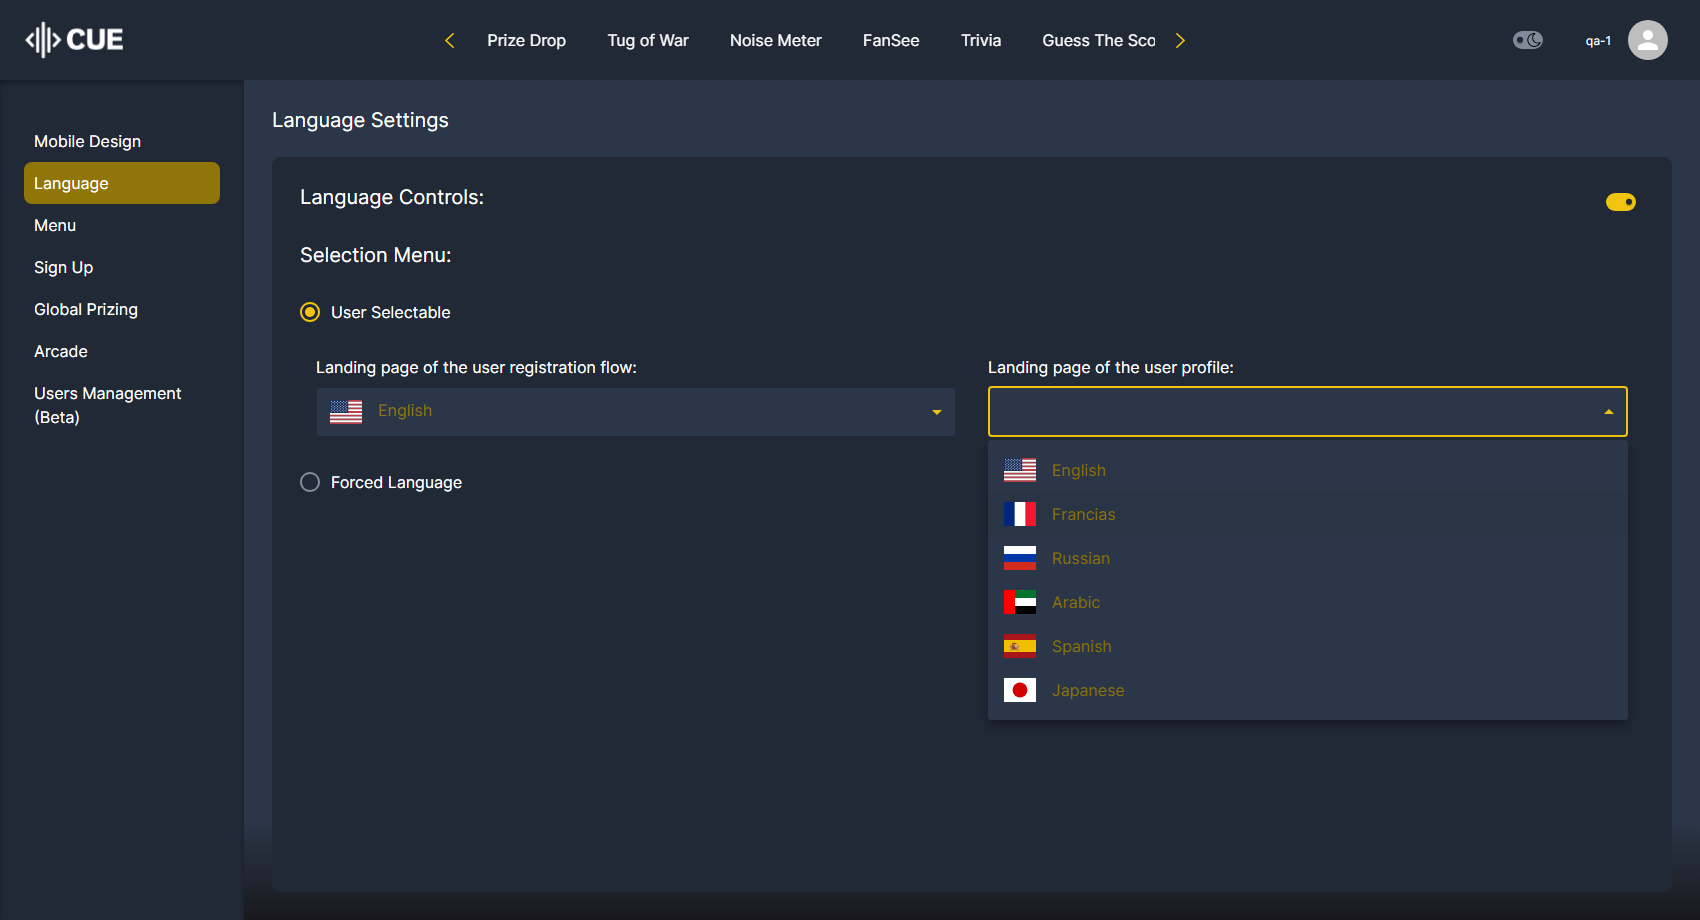 CUE
Prize Drop
Tug of War
Noise Meter
FanSee
Trivia
Guess The Sco
qa-1
Mobile Design
Language
Menu
Sign Up
Global Prizing
Arcade
Users Management
(Beta)
Language Settings
Language Controls:
Selection Menu:
User Selectable
Landing page of the user registration flow:
English
Forced Language
Landing page of the user profile:
English
Francias
Russian
Arabic
Spanish
Japanese